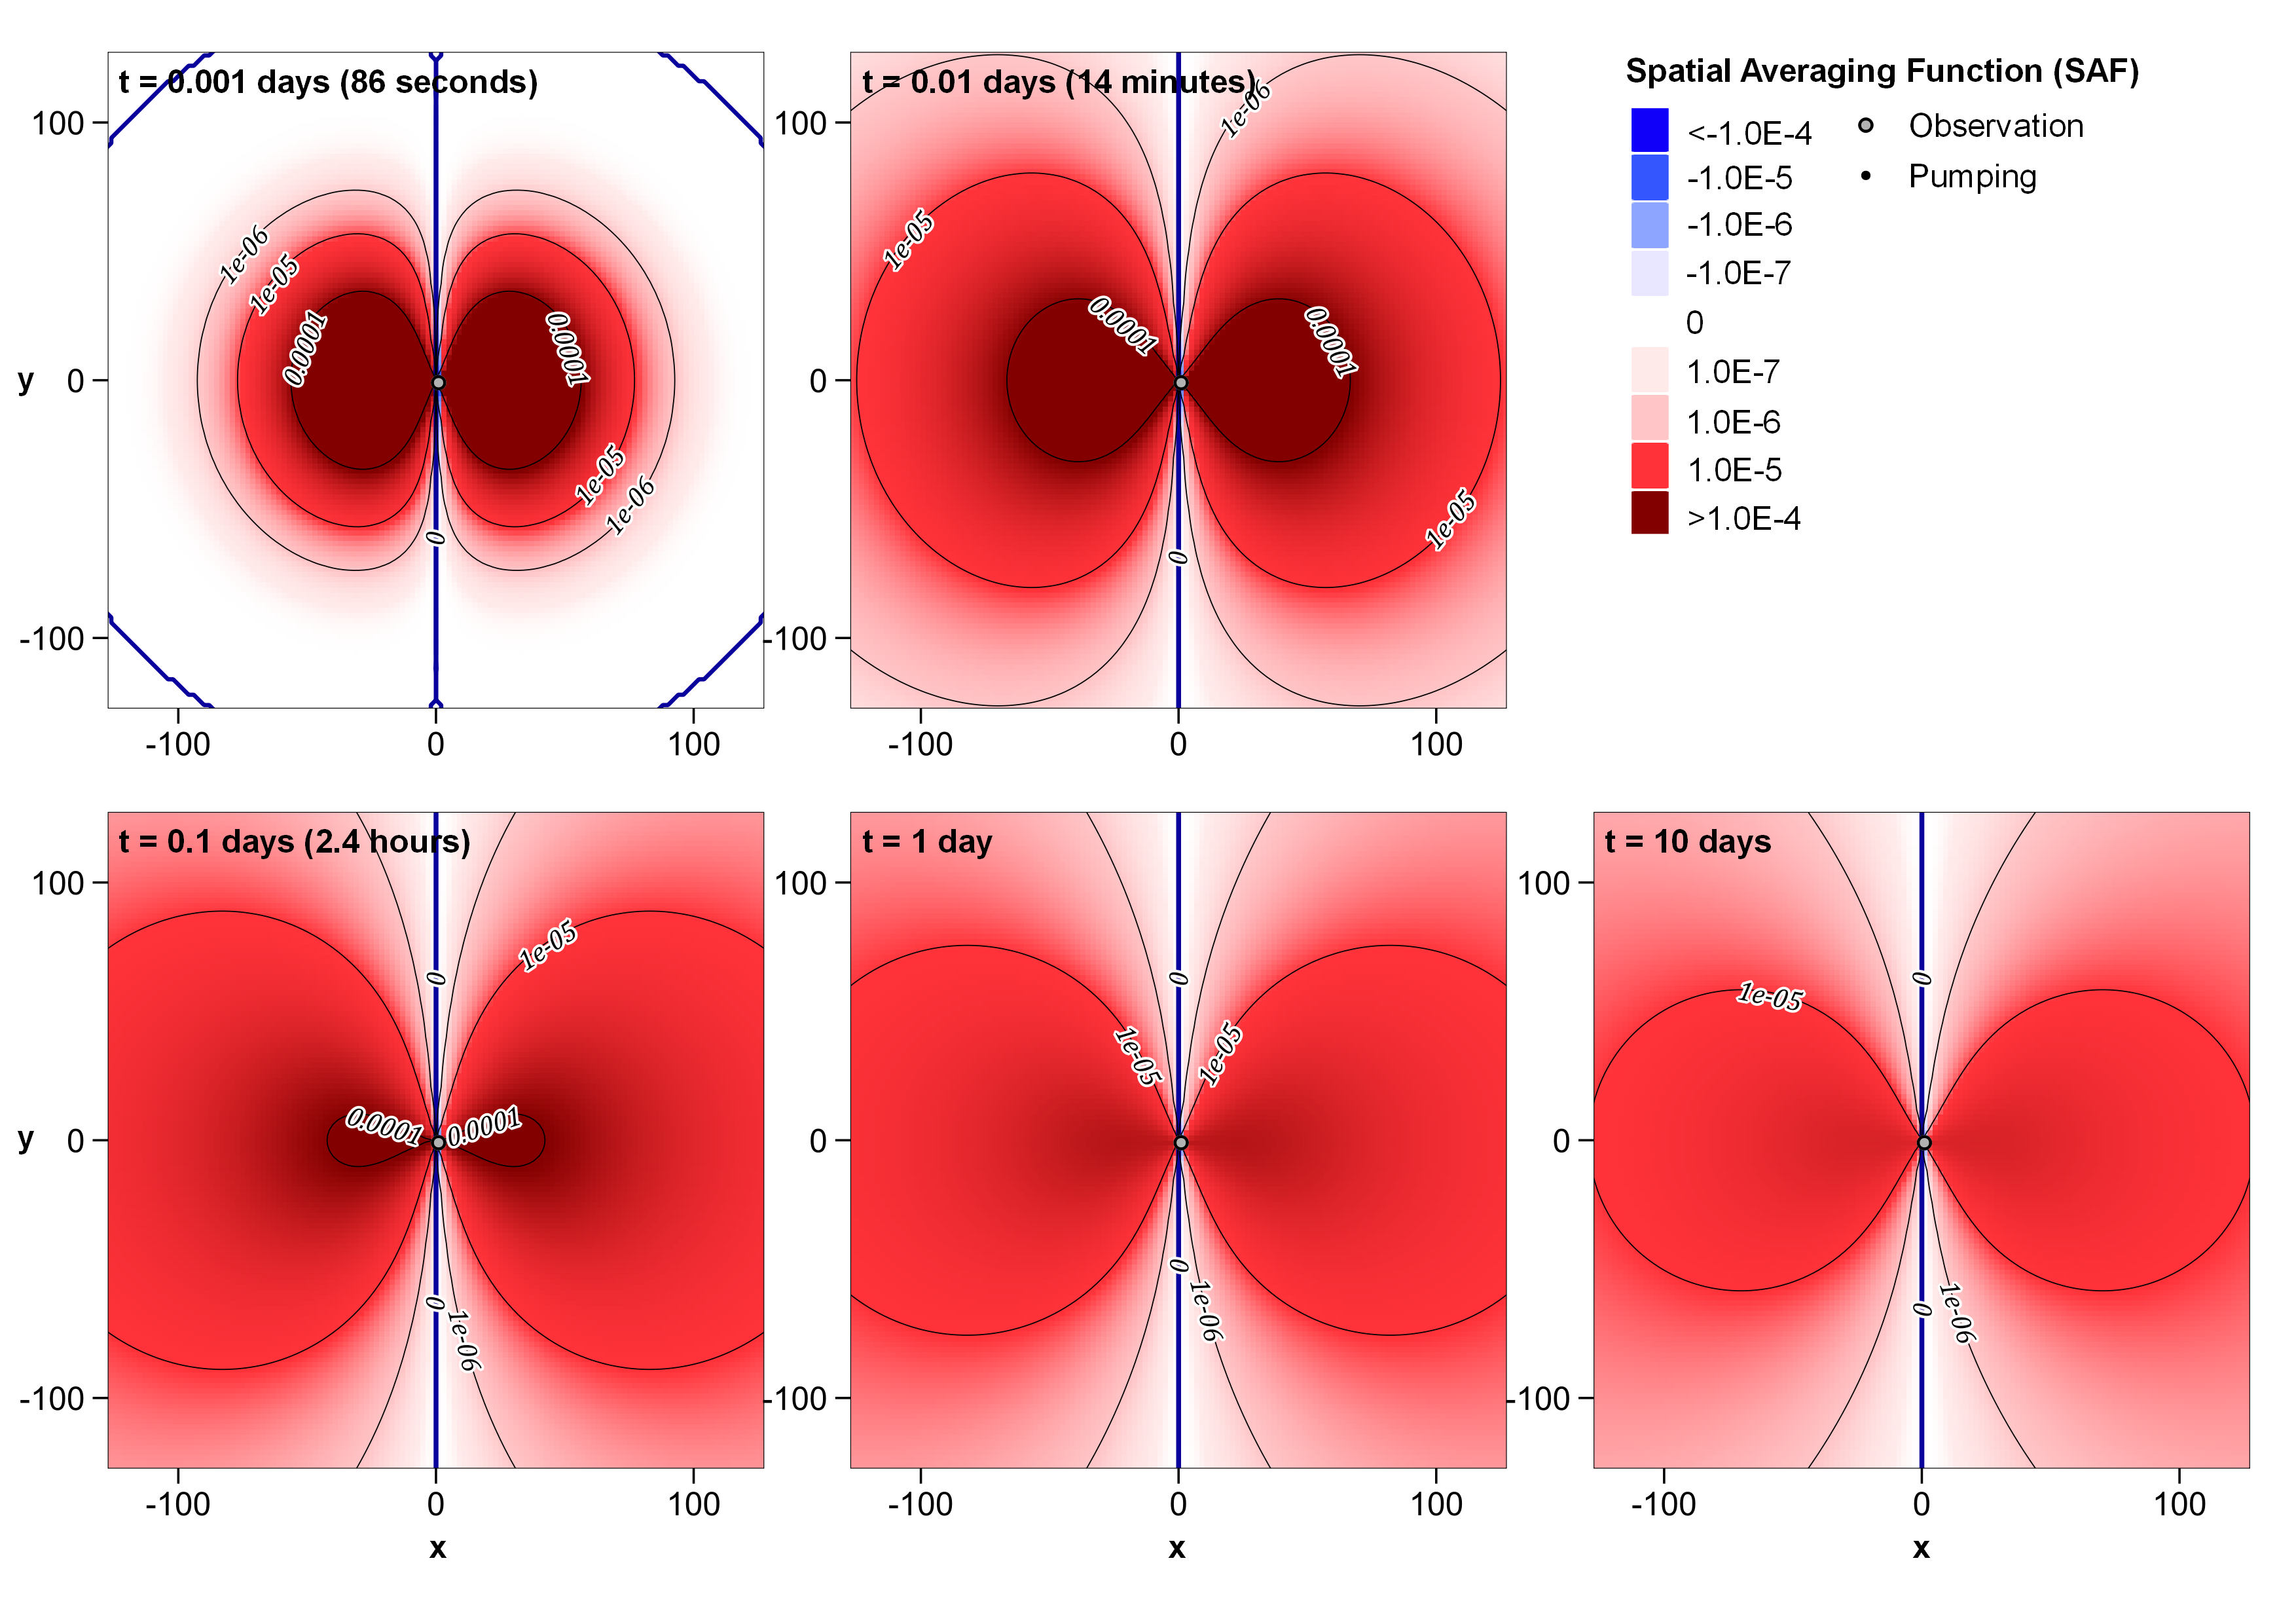 t = 0.001 days (86 seconds)
100
y 0
-100
-100 0 100
1e-06
1e-05
0.0001
0.0001
1e-05
1e-06
0
t = 0.01 days (14 minutes)
100
0
-100
-100 0 100
1e-06
1e-05
0.0001
0.0001
1e-05
0
Spatial Averaging Function (SAF)
<-1.0E-4
-1.0E-5
-1.0E-6
-1.0E-7
0
1.0E-7
1.0E-6
1.0E-5
>1.0E-4
Observation
Pumping
t = 0.1 days (2.4 hours)
100
y 0
-100
-100 0 100
x
1e-05
0
0.0001
0.0001
0
1e-06
t = 1 day
100
0
-100
-100 0 100
x
0
1e-05
1e-05
0
1e-06
t = 10 days
100
0
-100
-100 0 100
x
0
1e-05
0
1e-06